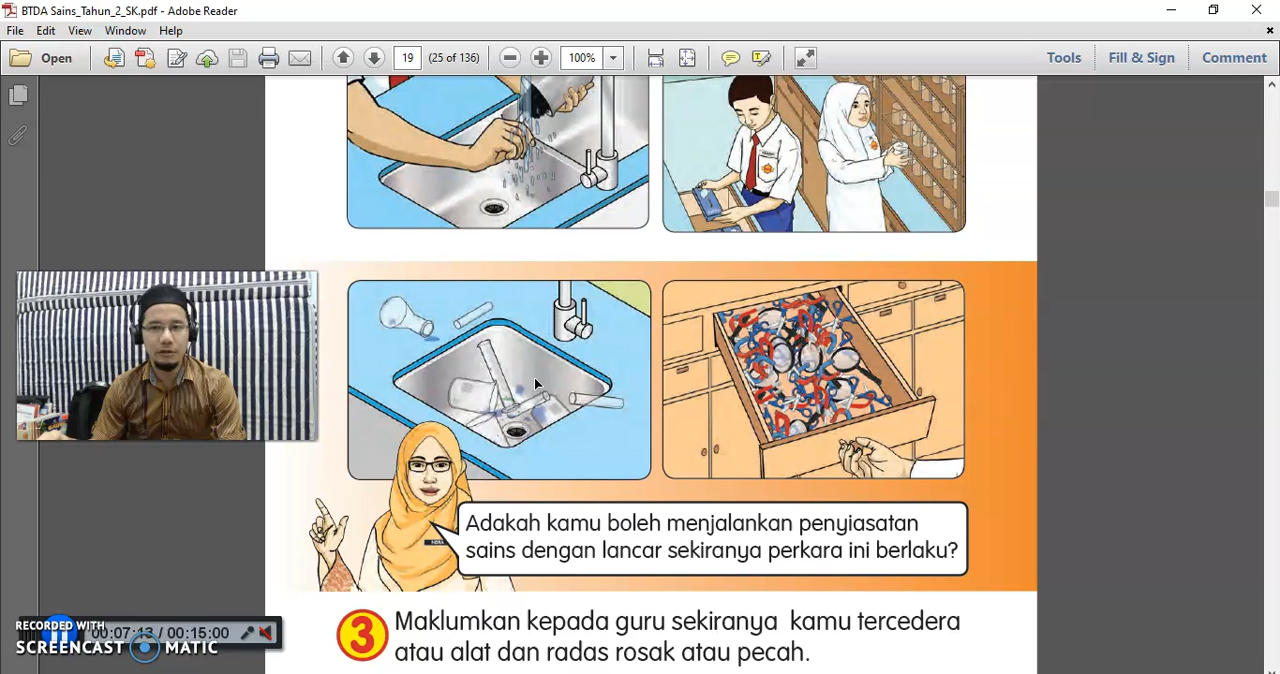 BTDA Sains_Tahun_2_SK.pdf - Adobe Reader
File Edit View Window Help
Open 19 (25 of 136) 100% Tools Fill & Sign Comment
Adakah kamu boleh menjalankan penyiasatan
sains dengan lancar sekiranya perkara ini berlaku?
3 Maklumkan kepada guru sekiranya kamu tercedera
atau alat dan radas rosak atau pecah.
RECORDED WITH
00:07:13 / 00:15:00
SCREENCAST MATIC